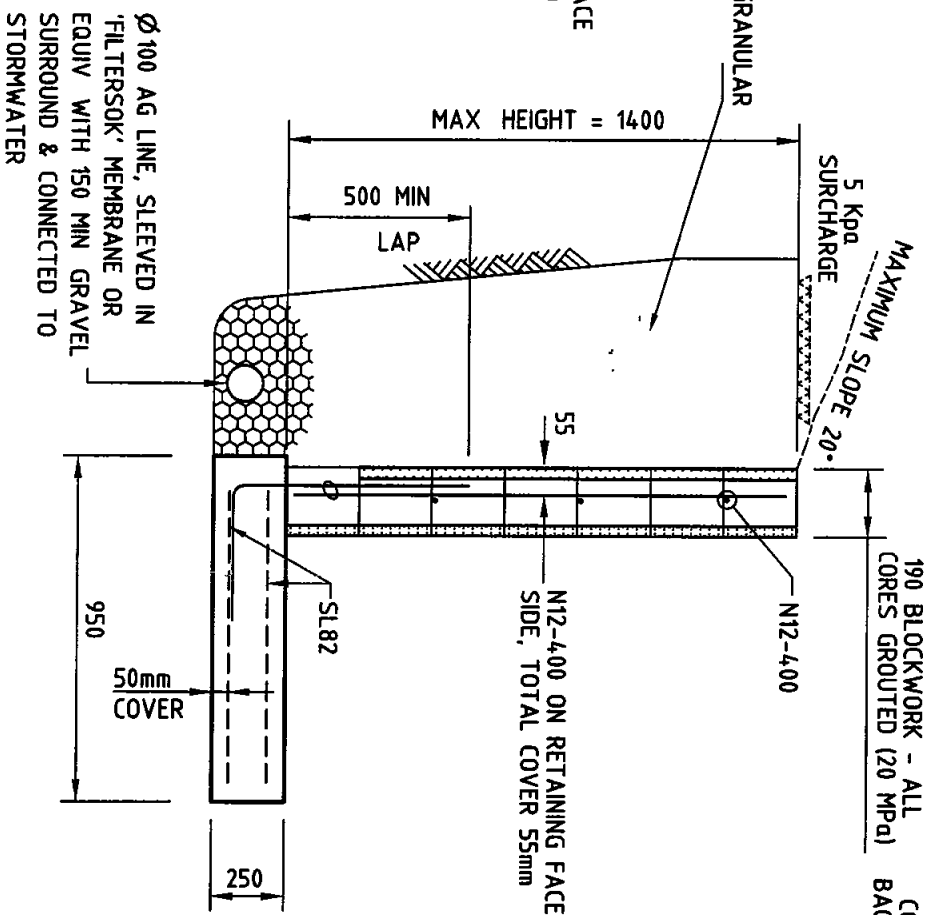 GRANULAR
ACE
MAX HEIGHT = 1400
500 MIN
LAP
5 Kpa
SURCHARGE
MAXIMUM SLOPE 20°
190 BLOCKWORK - ALL
CORES GROUTED (20 MPa)
BAC
55
N12-400
N12-400 ON RETAINING FACE
SIDE, TOTAL COVER 55mm
SL82
950
50mm
COVER
250
Ø100 AG LINE, SLEEVED IN
'FILTERSOK' MEMBRANE OR
EQUIV WITH 150 MIN GRAVEL
SURROUND & CONNECTED TO
STORMWATER